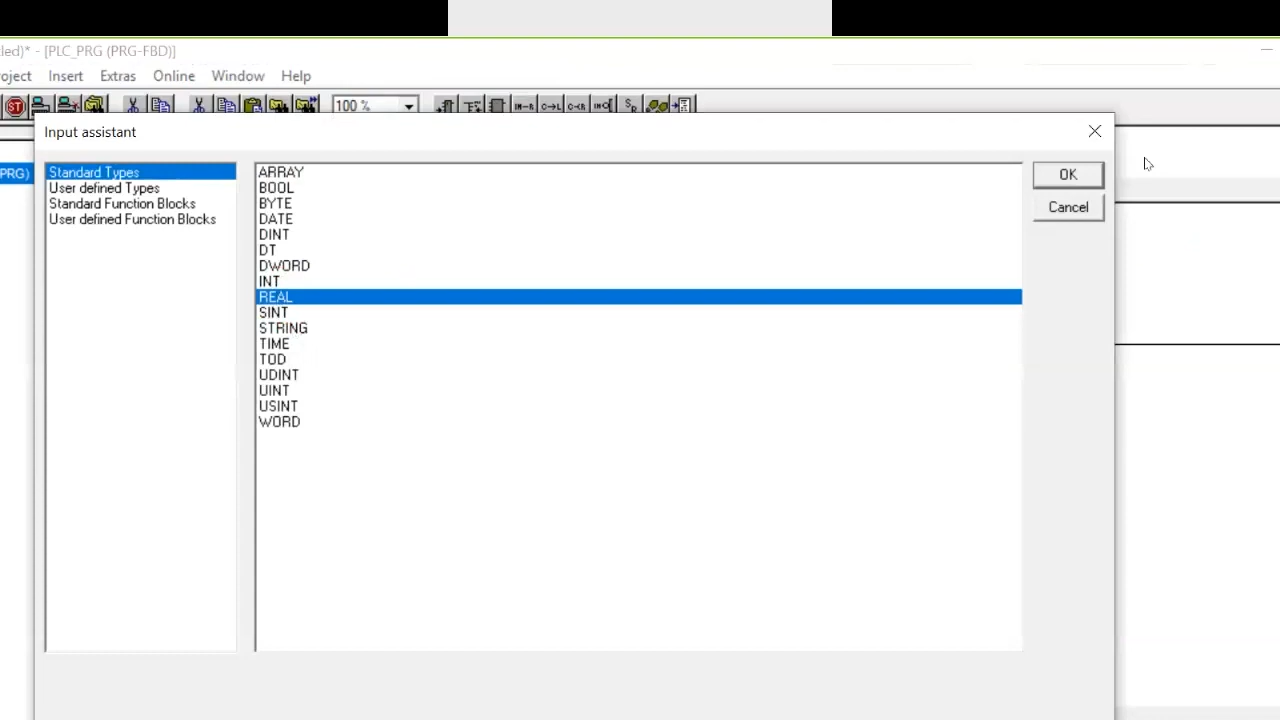 led)* - [PLC_PRG (PRG-FBD)]
oject Insert Extras Online Window Help
100 %
Input assistant
PRG)
Standard Types
User defined Types
Standard Function Blocks
User defined Function Blocks
ARRAY
BOOL
BYTE
DATE
DINT
DT
DWORD
INT
REAL
SINT
STRING
TIME
TOD
UDINT
UINT
USINT
WORD
OK
Cancel